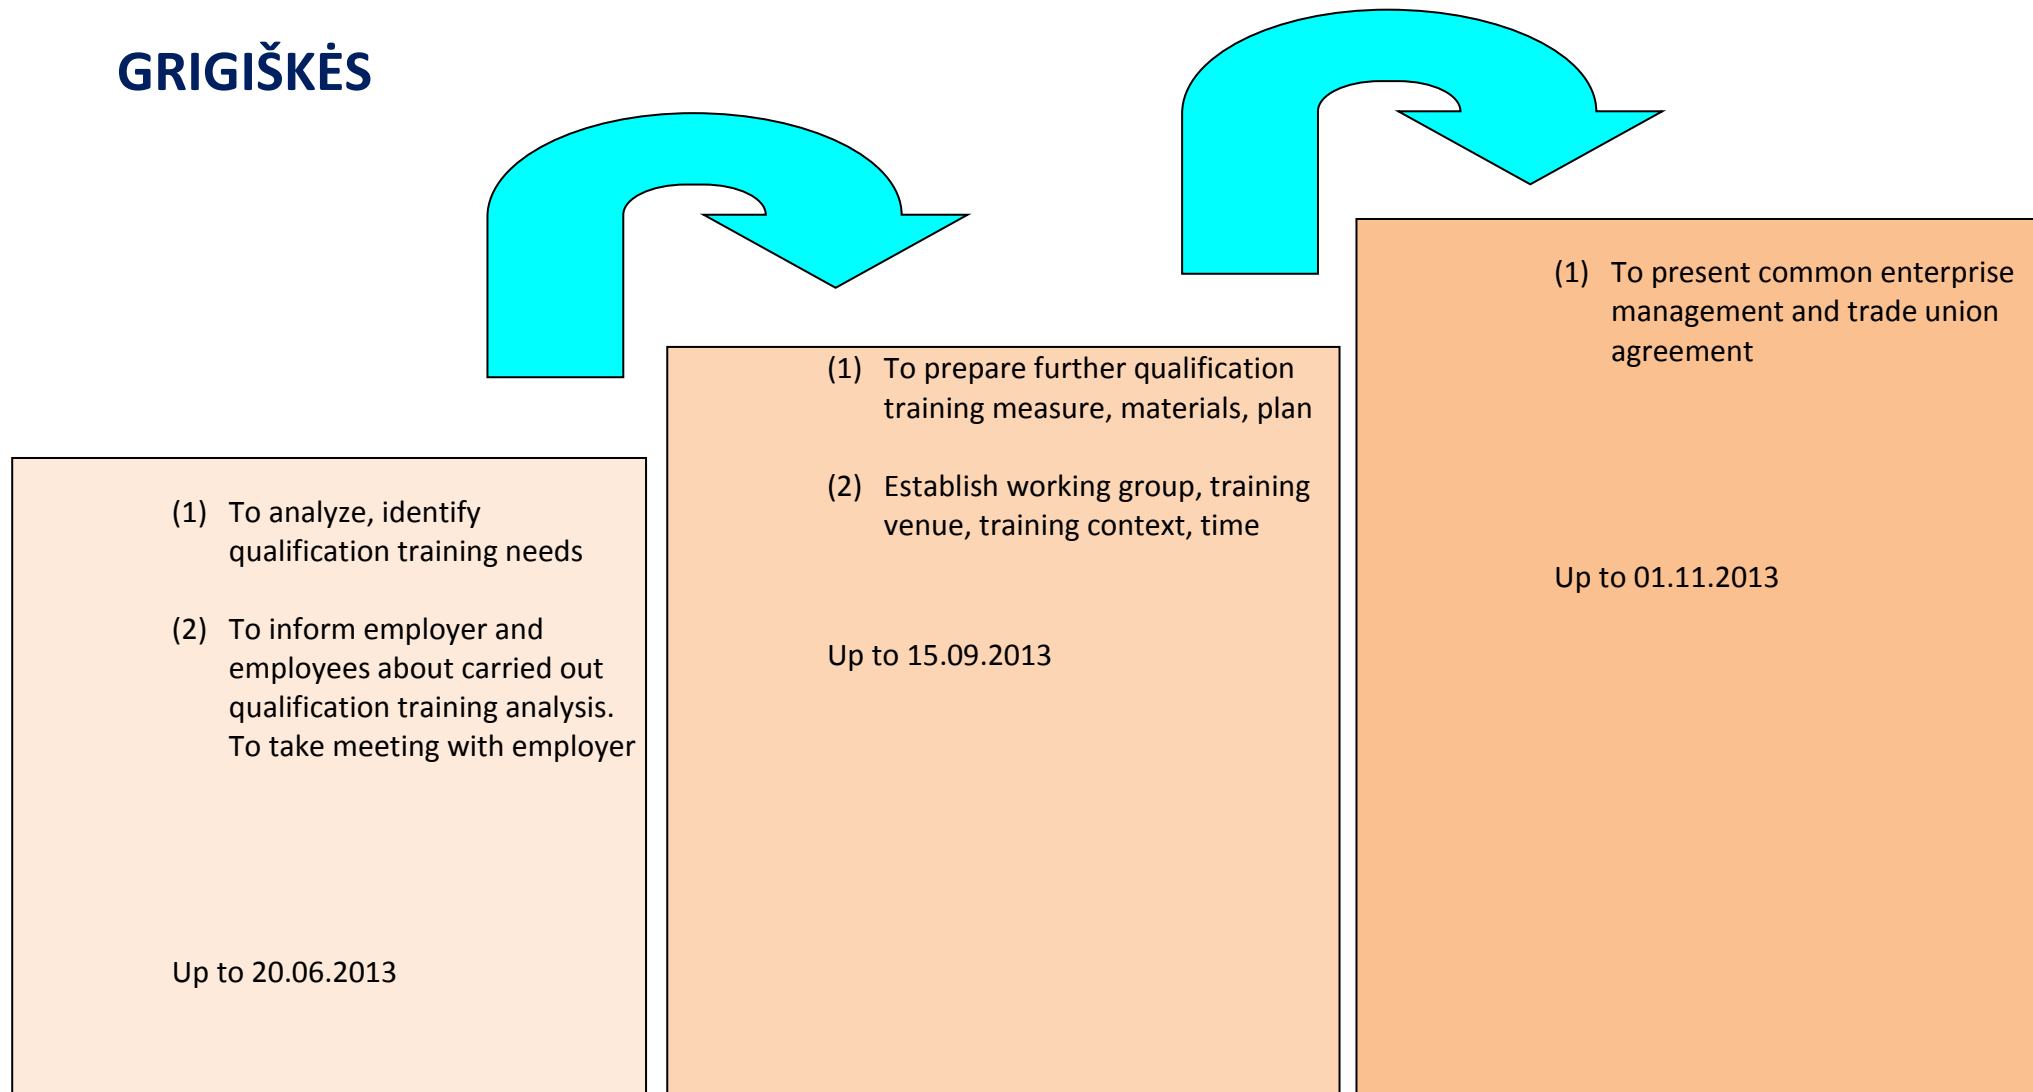 GRIGIŠKĖS
(1) To analyze, identify
qualification training needs
(2) To inform employer and
employees about carried out
qualification training analysis.
To take meeting with employer
Up to 20.06.2013
(1) To prepare further qualification
training measure, materials, plan
(2) Establish working group, training
venue, training context, time
Up to 15.09.2013
(1) To present common enterprise
management and trade union
agreement
Up to 01.11.2013